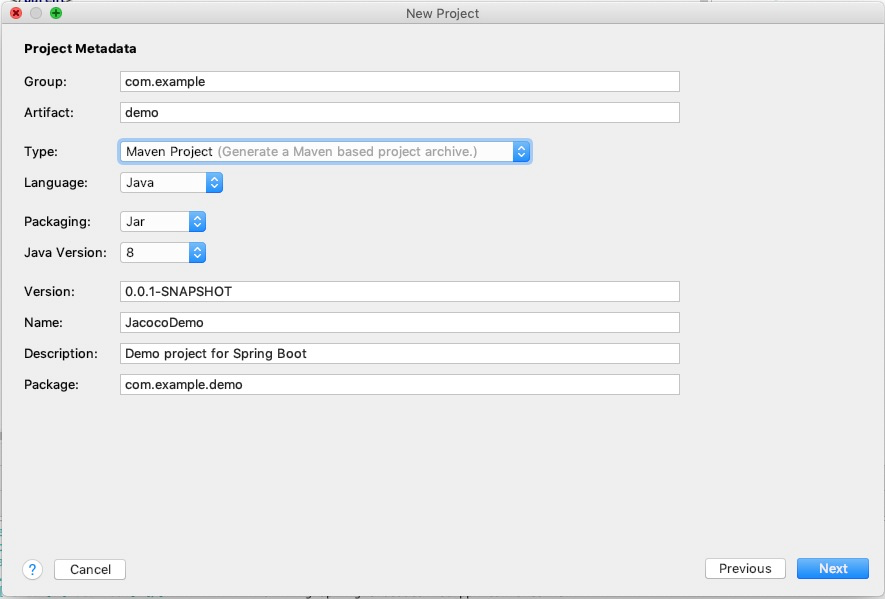 New Project
Project Metadata
Group: com.example
Artifact: demo
Type: Maven Project (Generate a Maven based project archive.)
Language: Java
Packaging: Jar
Java Version: 8
Version: 0.0.1-SNAPSHOT
Name: JacocoDemo
Description: Demo project for Spring Boot
Package: com.example.demo
? Cancel Previous Next